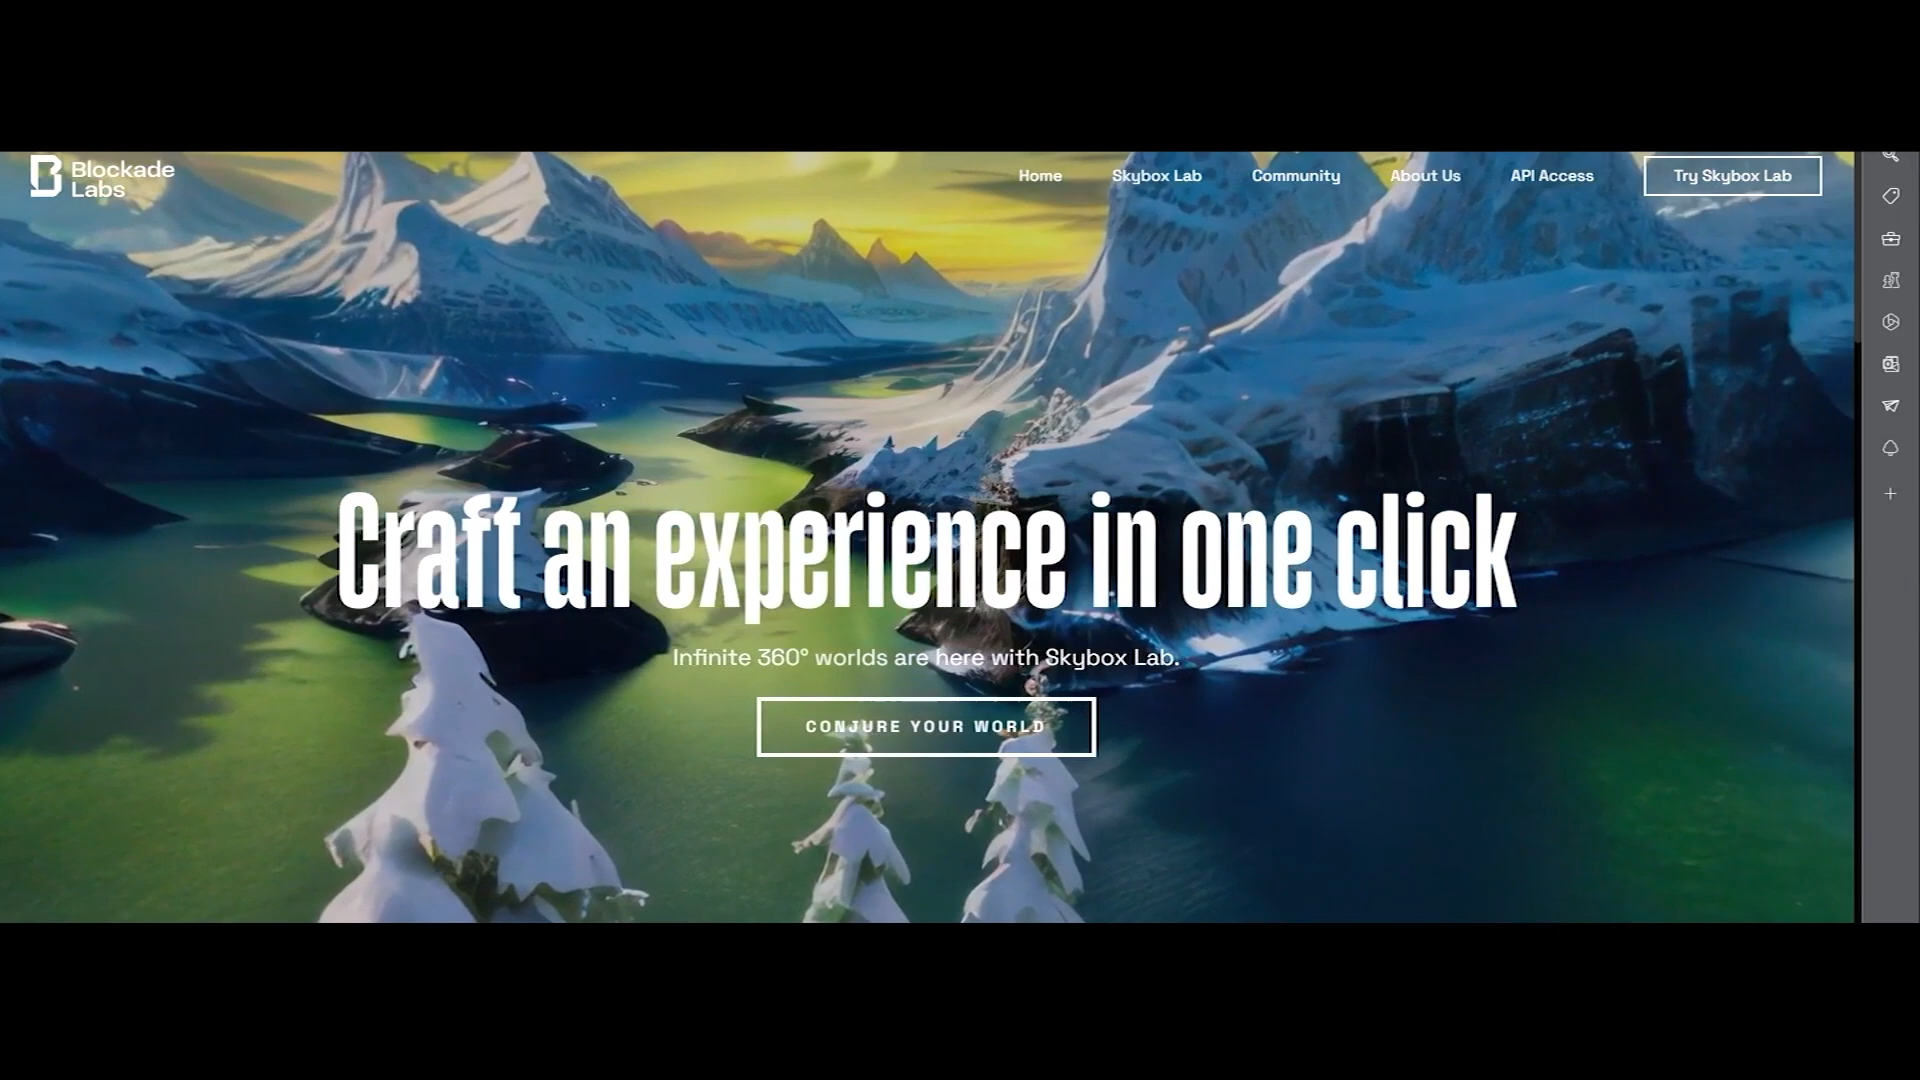 Blockade
Labs
Home
Skybox Lab
Community
About Us
API Access
Try Skybox Lab
Craft an experience in one click
Infinite 360° worlds are here with Skybox Lab.
CONJURE YOUR WORLD